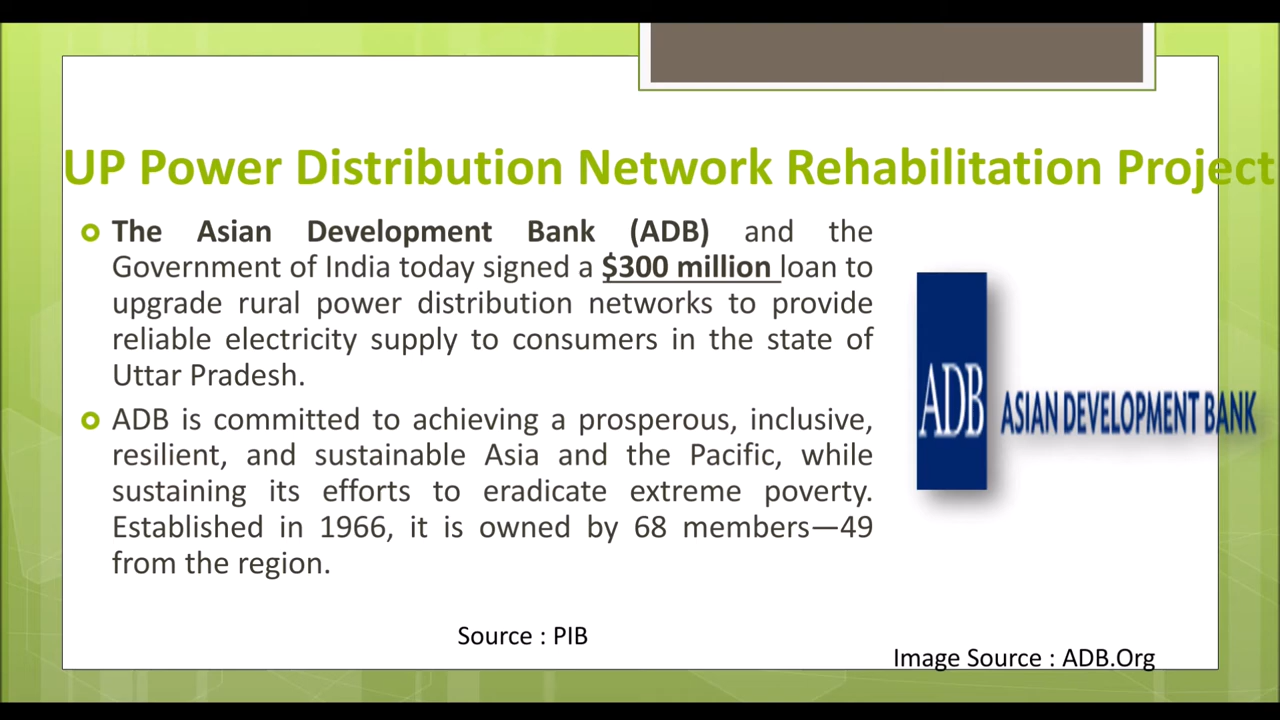 UP Power Distribution Network Rehabilitation Project
The Asian Development Bank (ADB) and the
Government of India today signed a $300 million loan to
upgrade rural power distribution networks to provide
reliable electricity supply to consumers in the state of
Uttar Pradesh.
ADB is committed to achieving a prosperous, inclusive,
resilient, and sustainable Asia and the Pacific, while
sustaining its efforts to eradicate extreme poverty.
Established in 1966, it is owned by 68 members—49
from the region.
ADB ASIAN DEVELOPMENT BANK
Source : PIB
Image Source : ADB.Org